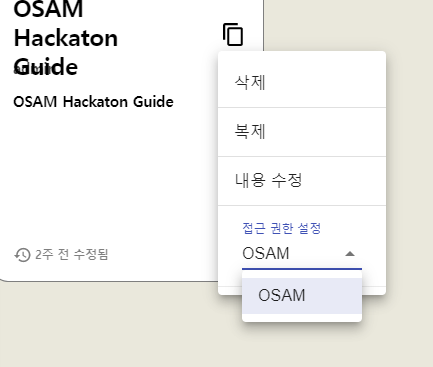 OSAM
Hackaton
Guide
OSAM Hackaton Guide
2주 전 수정됨
삭제
복제
내용 수정
접근 권한 설정
OSAM
OSAM